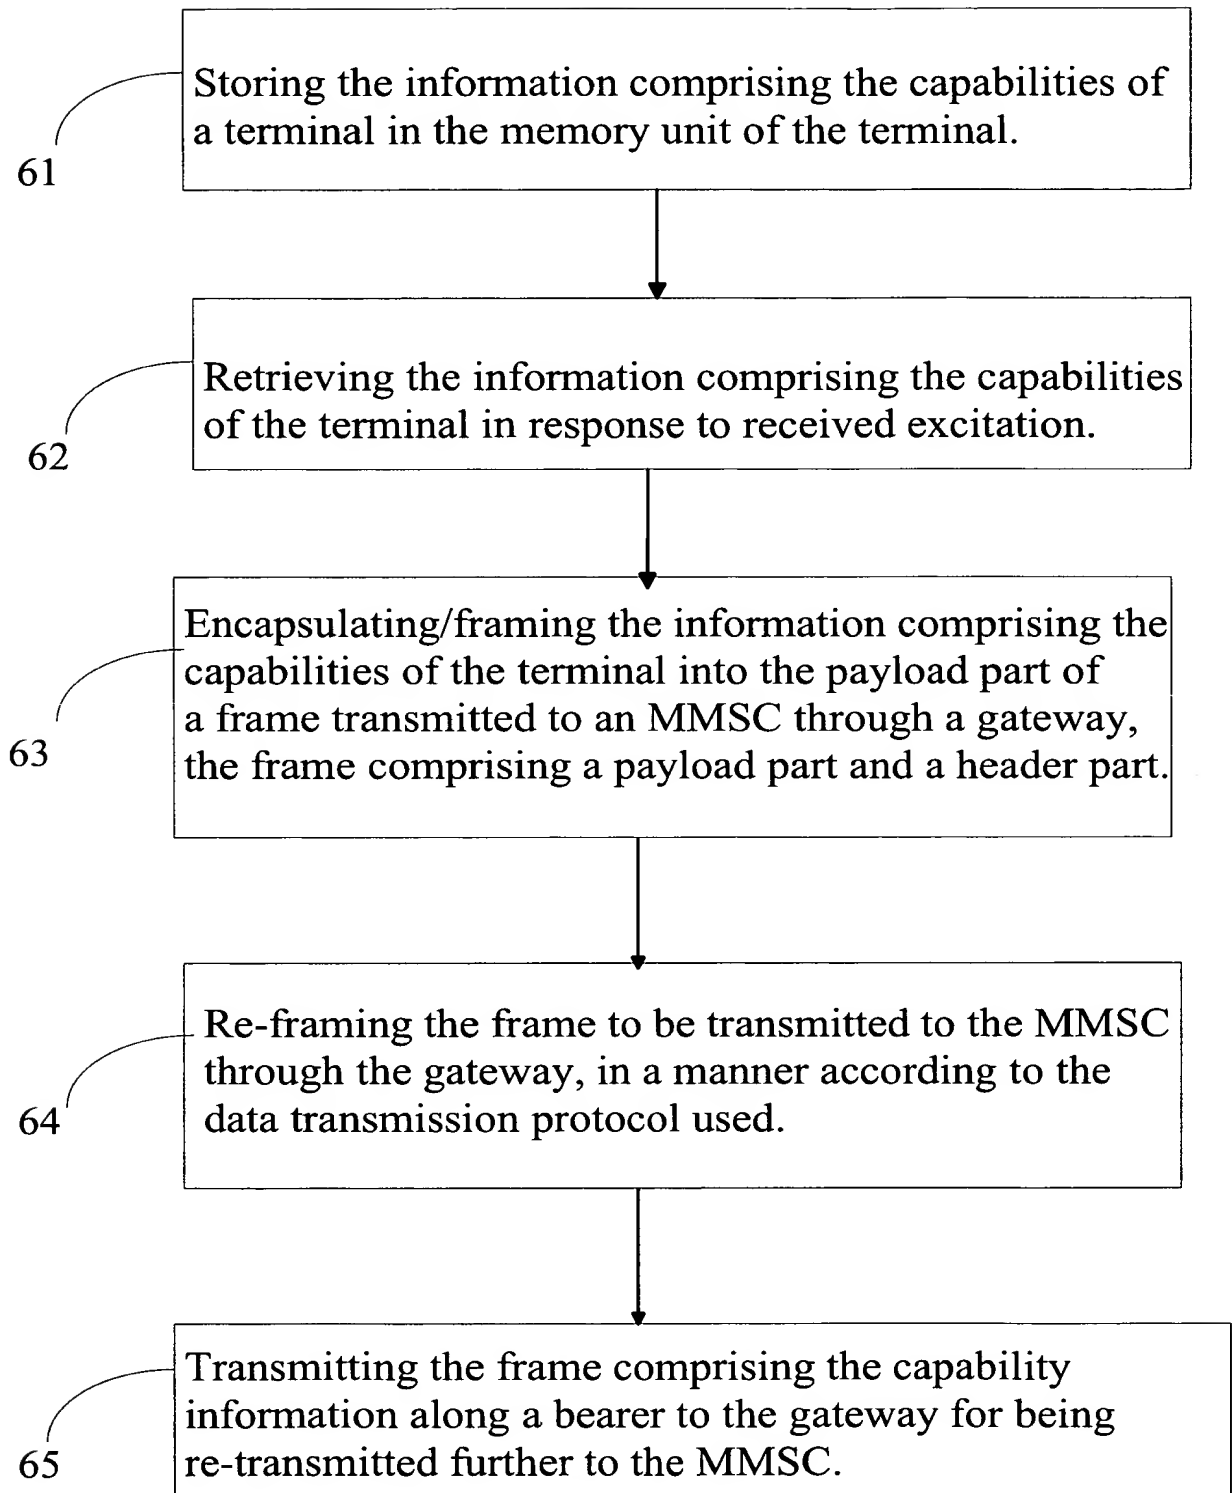 Storing the information comprising the capabilities of
a terminal in the memory unit of the terminal.
61
Retrieving the information comprising the capabilities
of the terminal in response to received excitation.
62
Encapsulating/framing the information comprising the
capabilities of the terminal into the payload part of
a frame transmitted to an MMSC through a gateway,
the frame comprising a payload part and a header part.
63
Re-framing the frame to be transmitted to the MMSC
through the gateway, in a manner according to the
data transmission protocol used.
64
Transmitting the frame comprising the capability
information along a bearer to the gateway for being
re-transmitted further to the MMSC.
65